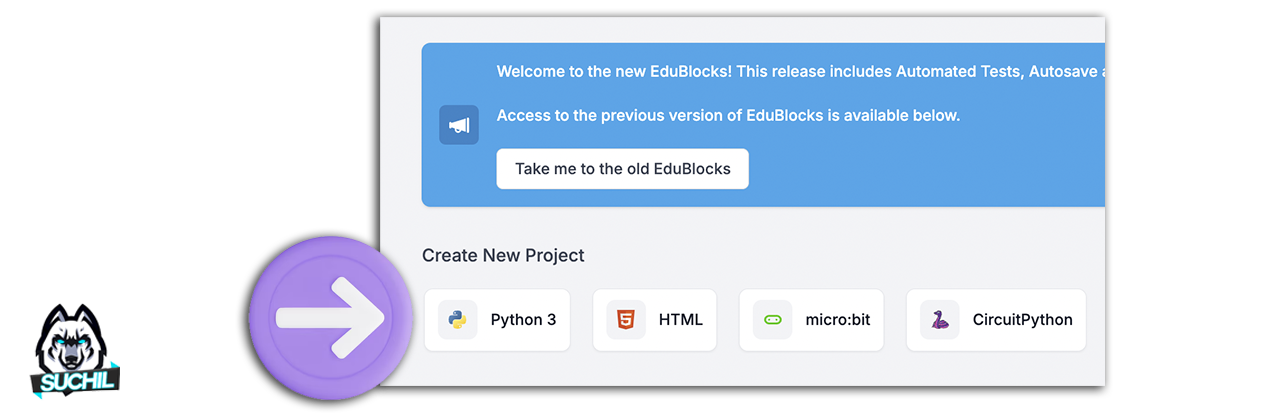 Welcome to the new EduBlocks! This release includes Automated Tests, Autosave a
Access to the previous version of EduBlocks is available below.
Take me to the old EduBlocks
Create New Project
Python 3
HTML
micro:bit
CircuitPython
SUCHIL